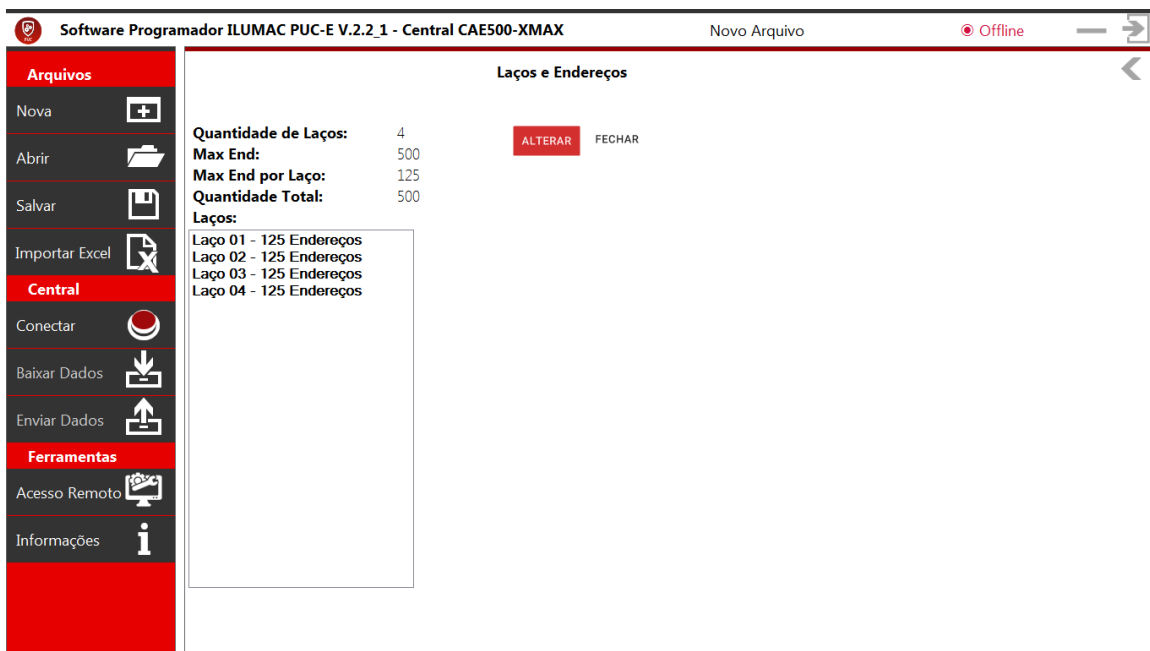 PUC
Software Programador ILUMAC PUC-E V.2.2_1 - Central CAE500-XMAX
Novo Arquivo
Offline
Arquivos
Nova
Abrir
Salvar
Importar Excel
Central
Conectar
Baixar Dados
Enviar Dados
Ferramentas
Acesso Remoto
Informações
Laços e Endereços
Quantidade de Laços: 4
Max End: 500
Max End por Laço: 125
Quantidade Total: 500
Laços:
Laço 01 - 125 Endereços
Laço 02 - 125 Endereços
Laço 03 - 125 Endereços
Laço 04 - 125 Endereços
ALTERAR FECHAR